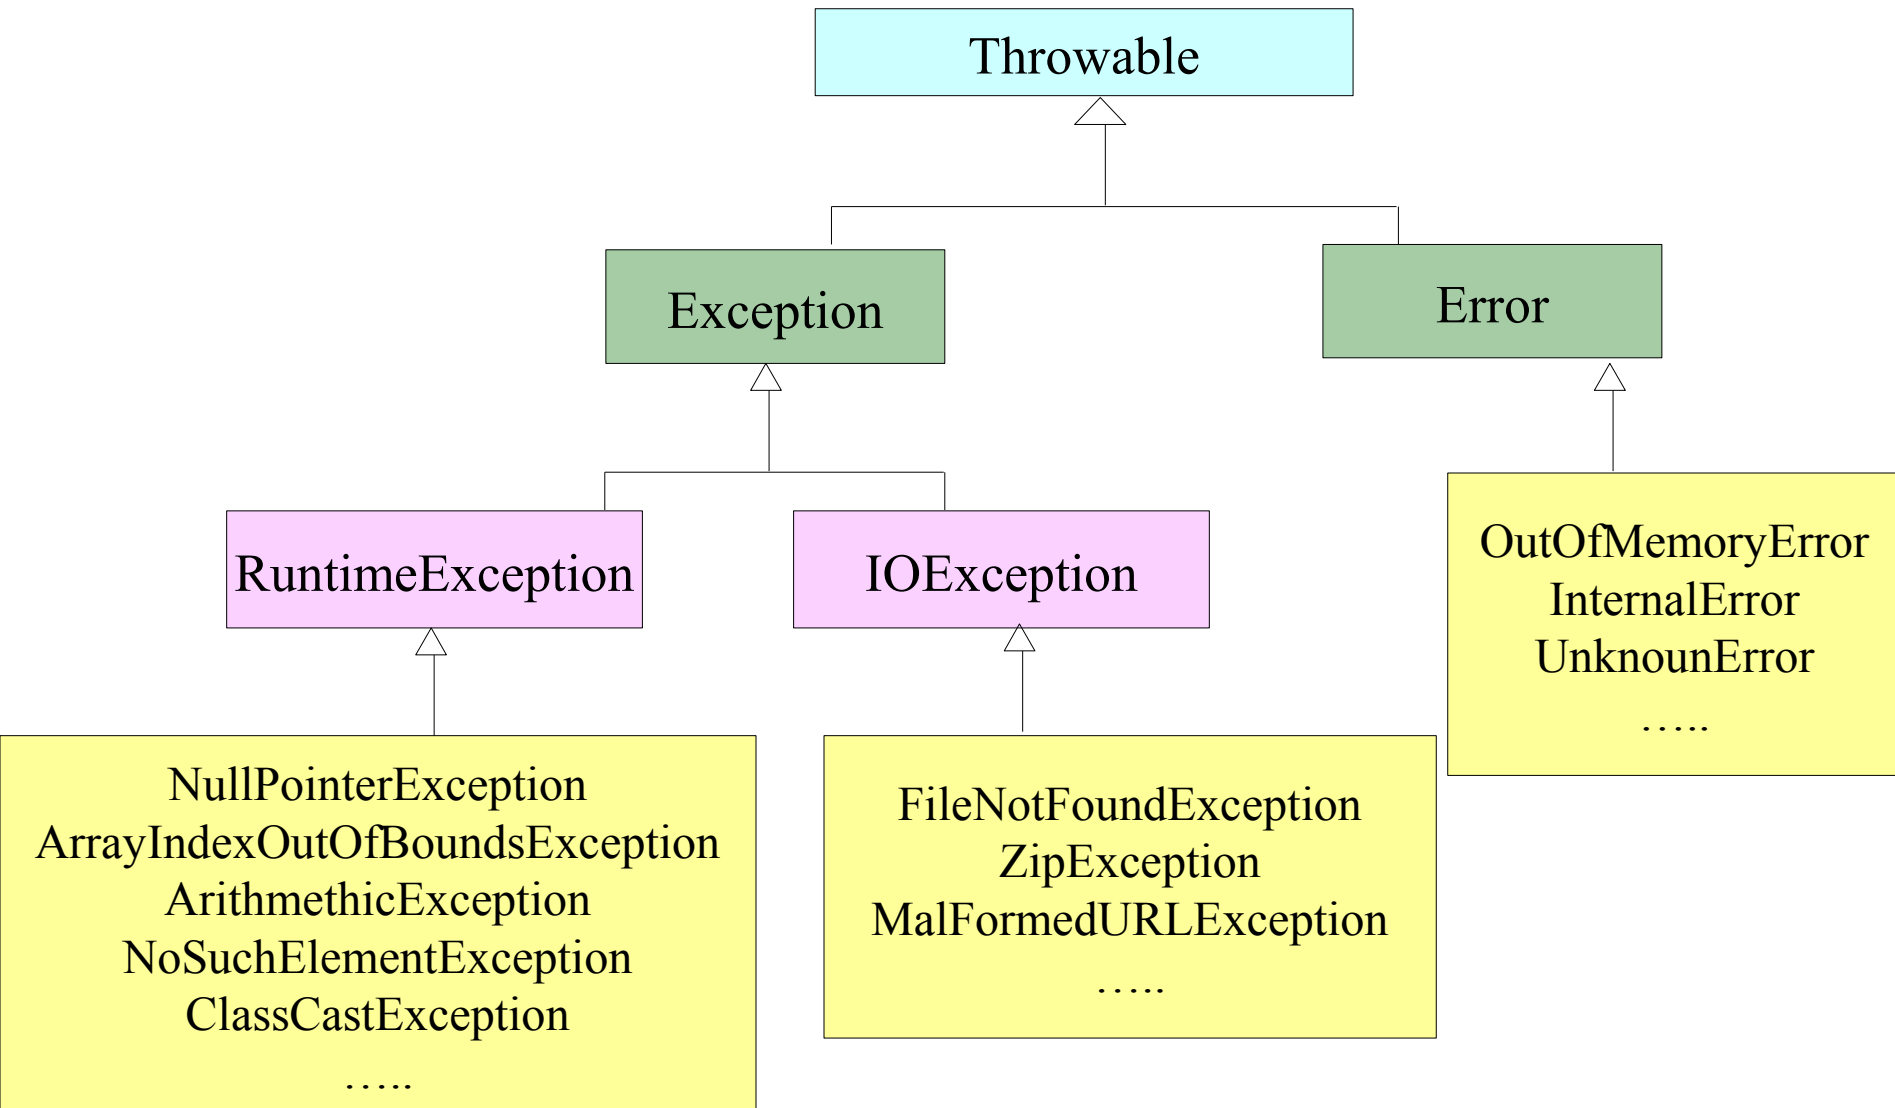 Throwable
Exception
Error
RuntimeException
IOException
OutOfMemoryError
InternalError
UnknounError
…..
NullPointerException
ArrayIndexOutOfBoundsException
ArithmethicException
NoSuchElementException
ClassCastException
…..
FileNotFoundException
ZipException
MalFormedURLException
…..